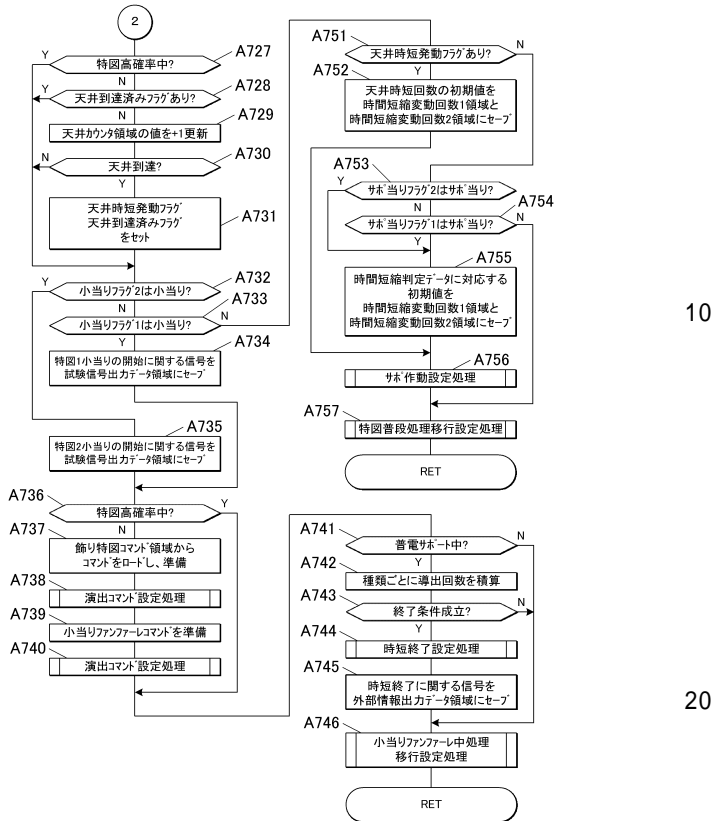 2
A727
特図高確率中?
Y
N
A728
天井到達済みフラグあり?
Y
N
A729
天井カウンタ領域の値を+1更新
A730
天井到達?
N
Y
A731
天井時短発動フラグ
天井到達済みフラグ
をセット
A732
小当りフラグ2は小当り?
Y
N
A733
小当りフラグ1は小当り?
N
Y
A734
特図1小当りの開始に関する信号を
試験信号出力データ領域にセーブ
A735
特図2小当りの開始に関する信号を
試験信号出力データ領域にセーブ
A736
特図高確率中?
Y
N
A737
飾り特図コマンド領域から
コマンドをロードし、準備
A738
演出コマンド設定処理
A739
小当りファンファーレコマンドを準備
A740
演出コマンド設定処理
A751
天井時短発動フラグあり?
N
Y
A752
天井時短回数の初期値を
時間短縮変動回数1領域と
時間短縮変動回数2領域にセーブ
A753
サポ当りフラグ2はサポ当り?
Y
N
A754
サポ当りフラグ1はサポ当り?
N
Y
A755
時間短縮判定データに対応する
初期値を
時間短縮変動回数1領域と
時間短縮変動回数2領域にセーブ
A756
サポ作動設定処理
A757
特図普段処理移行設定処理
RET
A741
普電サポート中?
N
Y
A742
種類ごとに導出回数を積算
A743
終了条件成立?
N
Y
A744
時短終了設定処理
A745
時短終了に関する信号を
外部情報出力データ領域にセーブ
A746
小当りファンファーレ中処理
移行設定処理
RET
10
20